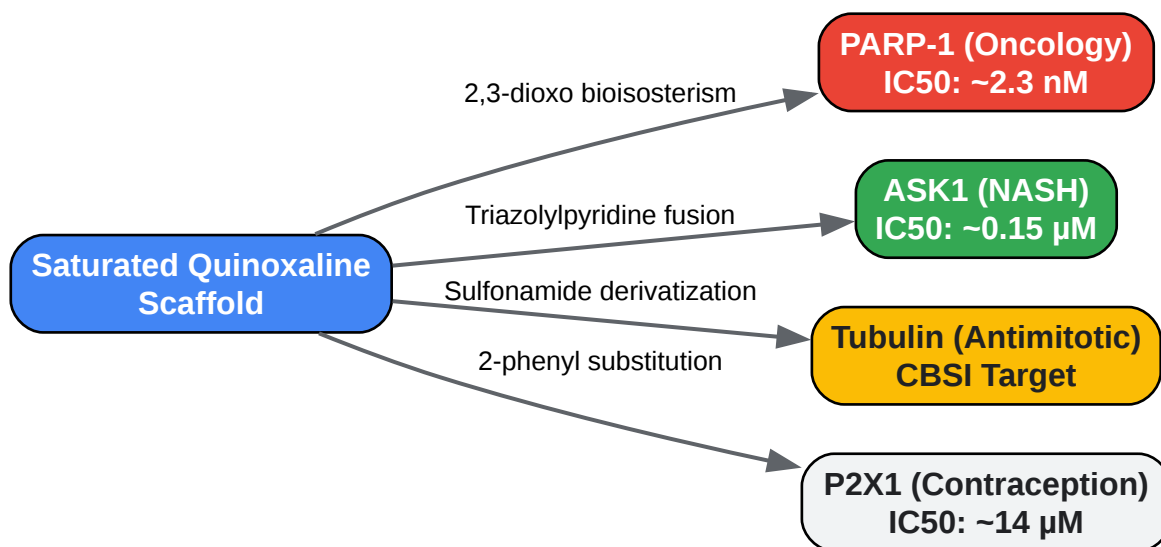 PARP-1 (Oncology)
IC50: ~2.3 nM
2,3-dioxo bioisosterism
ASK1 (NASH)
IC50: ~0.15 µM
Triazolylpyridine fusion
Saturated Quinoxaline
Scaffold
Sulfonamide derivatization
Tubulin (Antimitotic)
CBSI Target
2-phenyl substitution
P2X1 (Contraception)
IC50: ~14 µM